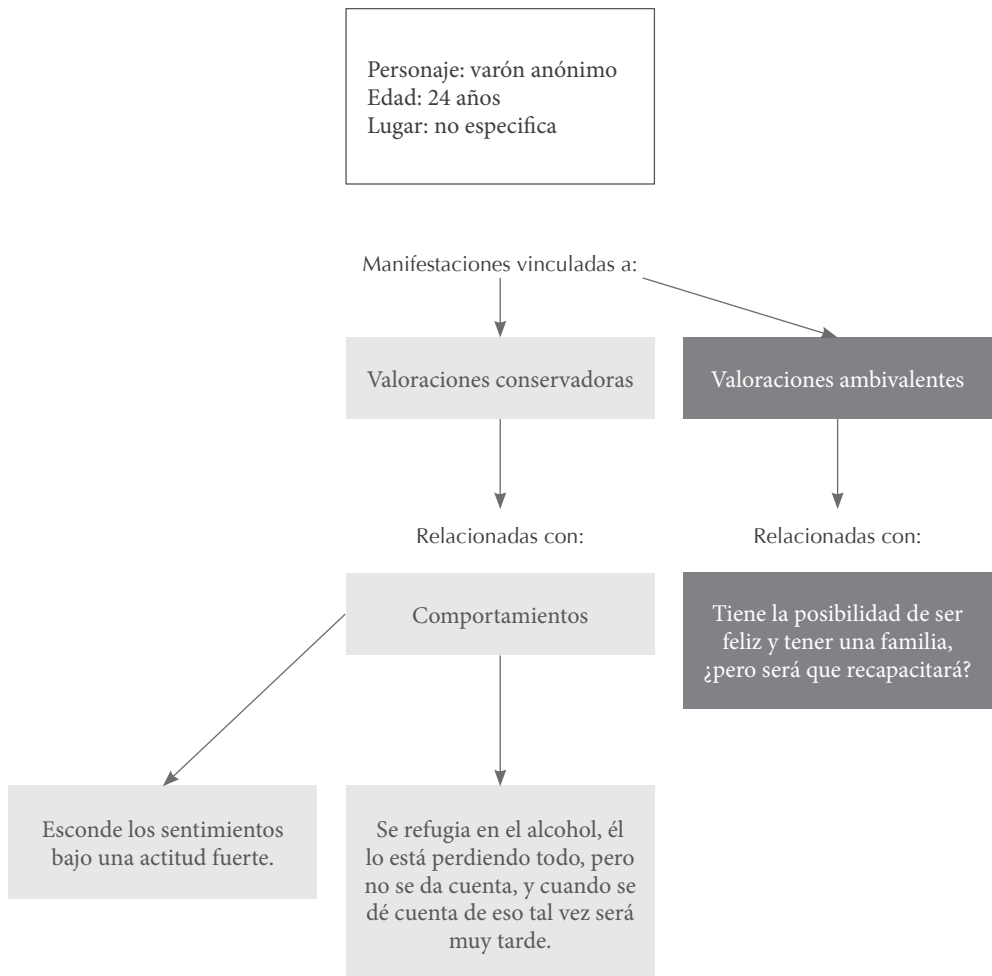 Personaje: varón anónimo
Edad: 24 años
Lugar: no especifica
Manifestaciones vinculadas a:
Valoraciones conservadoras
Valoraciones ambivalentes
Relacionadas con:
Relacionadas con:
Comportamientos
Tiene la posibilidad de ser
feliz y tener una familia,
¿pero será que recapacitará?
Esconde los sentimientos
bajo una actitud fuerte.
Se refugia en el alcohol, él
lo está perdiendo todo, pero
no se da cuenta, y cuando se
dé cuenta de eso tal vez será
muy tarde.